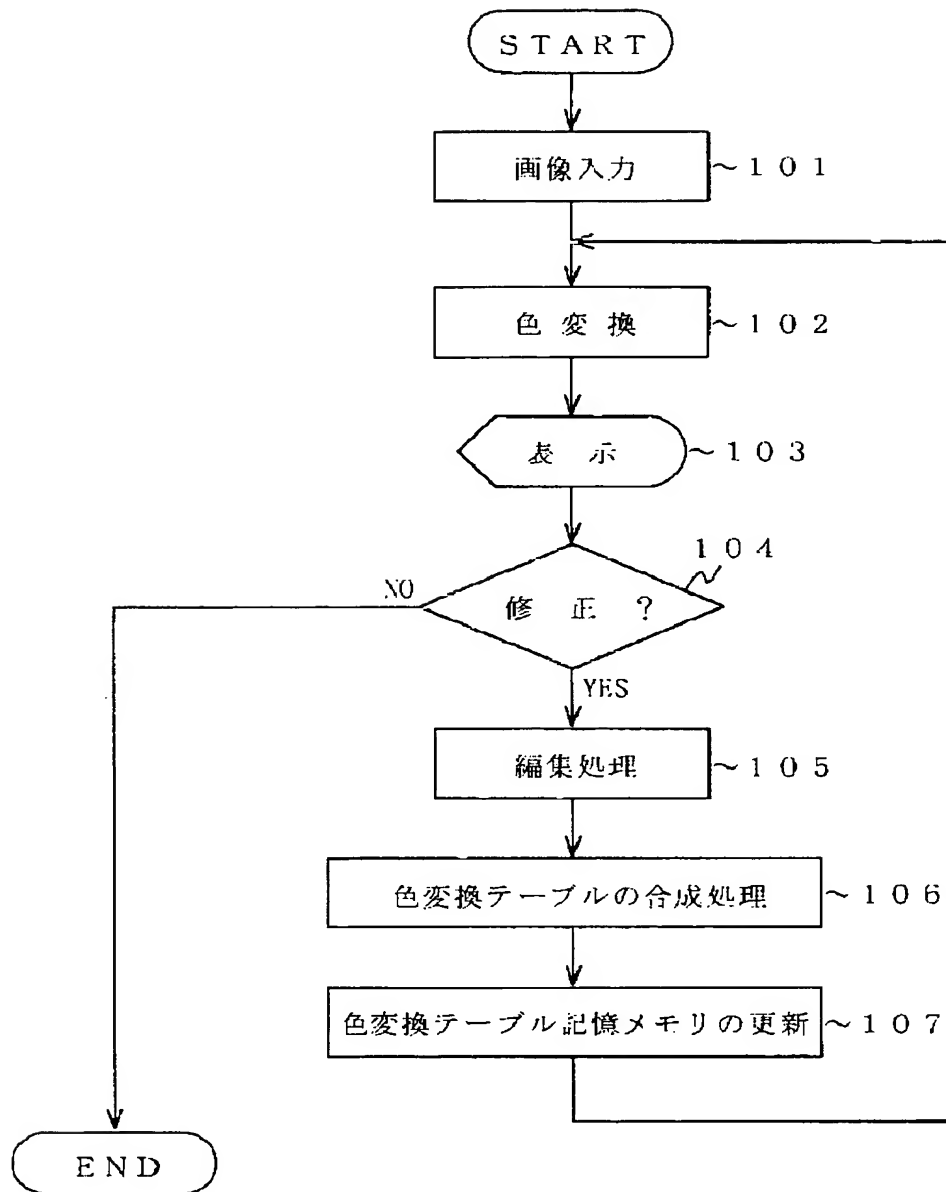 START
画像入力 ~101
色変換 ~102
表示 ~103
104
NO
修正?
YES
編集処理 ~105
色変換テーブルの合成処理 ~106
色変換テーブル記憶メモリの更新 ~107
END